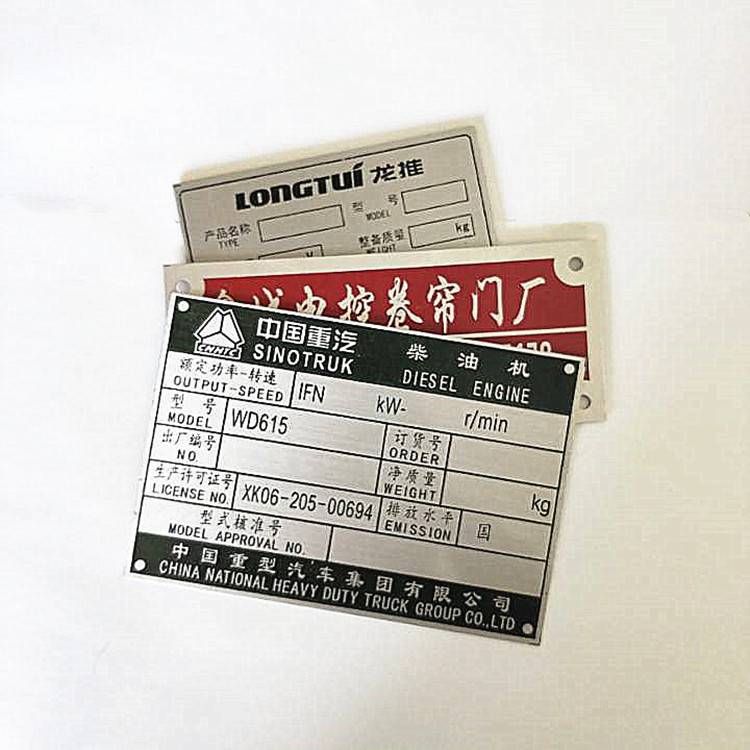 LONGTUI 龙推
产品名称
TYPE
型 号
MODEL
整备质量
WEIGHT
kg
电控卷帘门厂
CNHTC
中国重汽
SINOTRUK
柴油机
DIESEL ENGINE
额定功率-转速
OUTPUT-SPEED
IFN kW- r/min
型 号
MODEL
WD615
出厂编号
NO.
订货号
ORDER
净质量
WEIGHT
kg
生产许可证号
LICENSE NO.
XK06-205-00694
排放水平
EMISSION
国
型式核准号
MODEL APPROVAL NO.
中国重型汽车集团有限公司
CHINA NATIONAL HEAVY DUTY TRUCK GROUP CO.,LTD